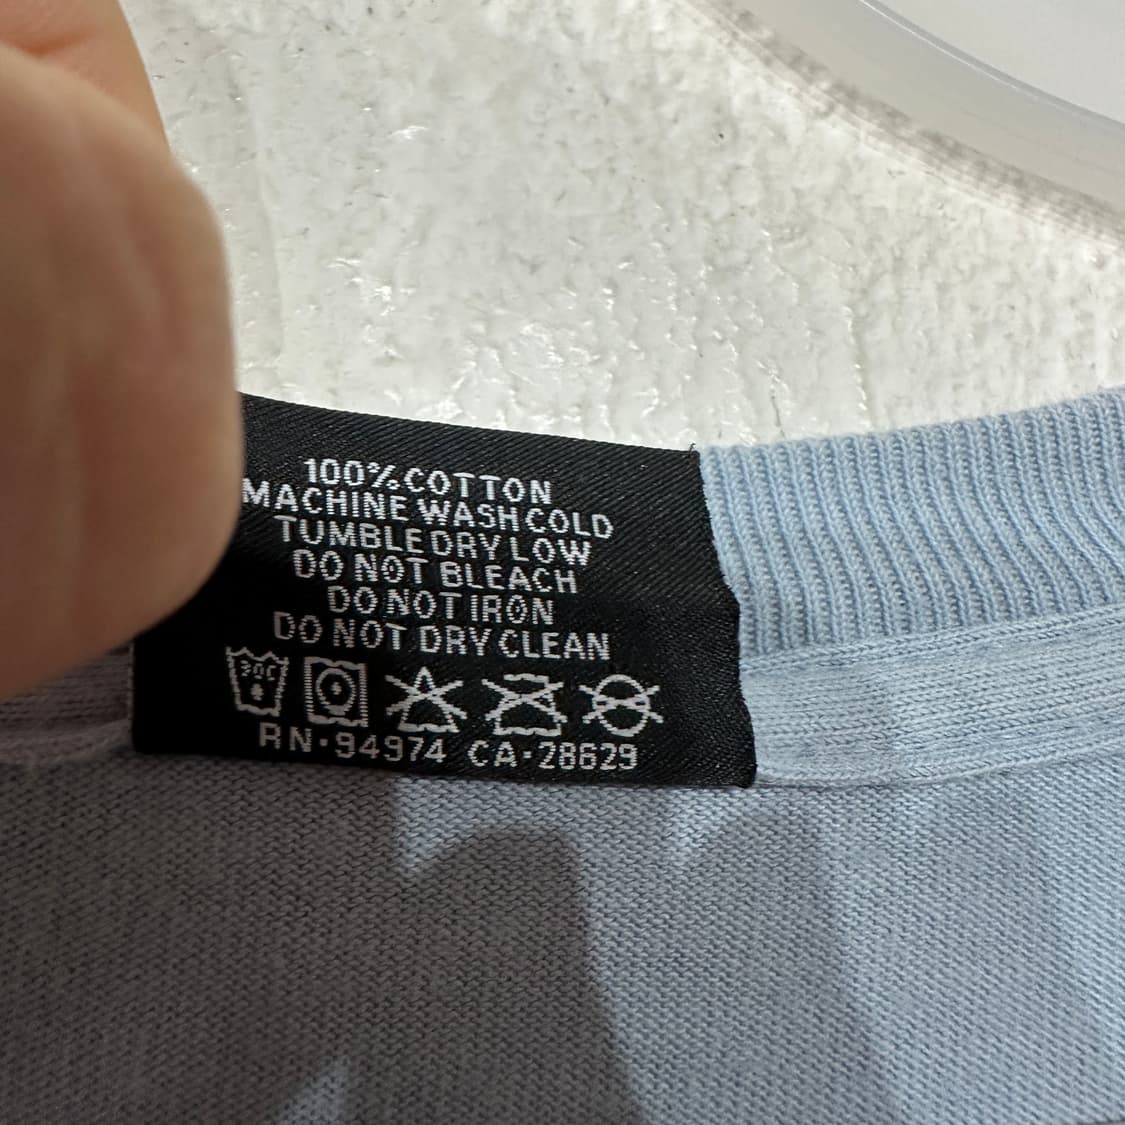 100% COTTON
MACHINE WASH COLD
TUMBLE DRY LOW
DO NOT BLEACH
DO NOT IRON
DO NOT DRY CLEAN
30C
RN·94974 CA·28629